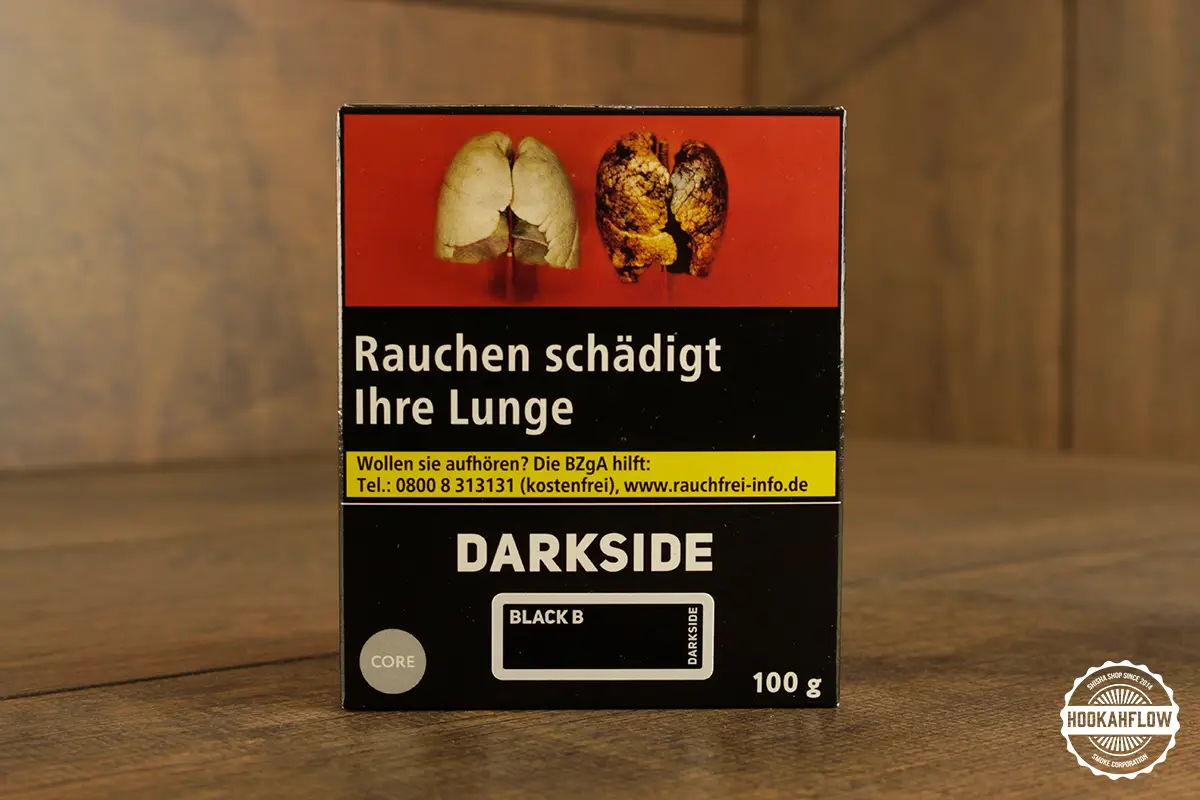 Rauchen schädigt
Ihre Lunge
Wollen sie aufhören? Die BZgA hilft:
Tel.: 0800 8 313131 (kostenfrei), www.rauchfrei-info.de
DARKSIDE
BLACK B
DARKSIDE
CORE
100 g
SHISHA SHOP SINCE 2014
HOOKAHFLOW
SMOKE CORPORATION